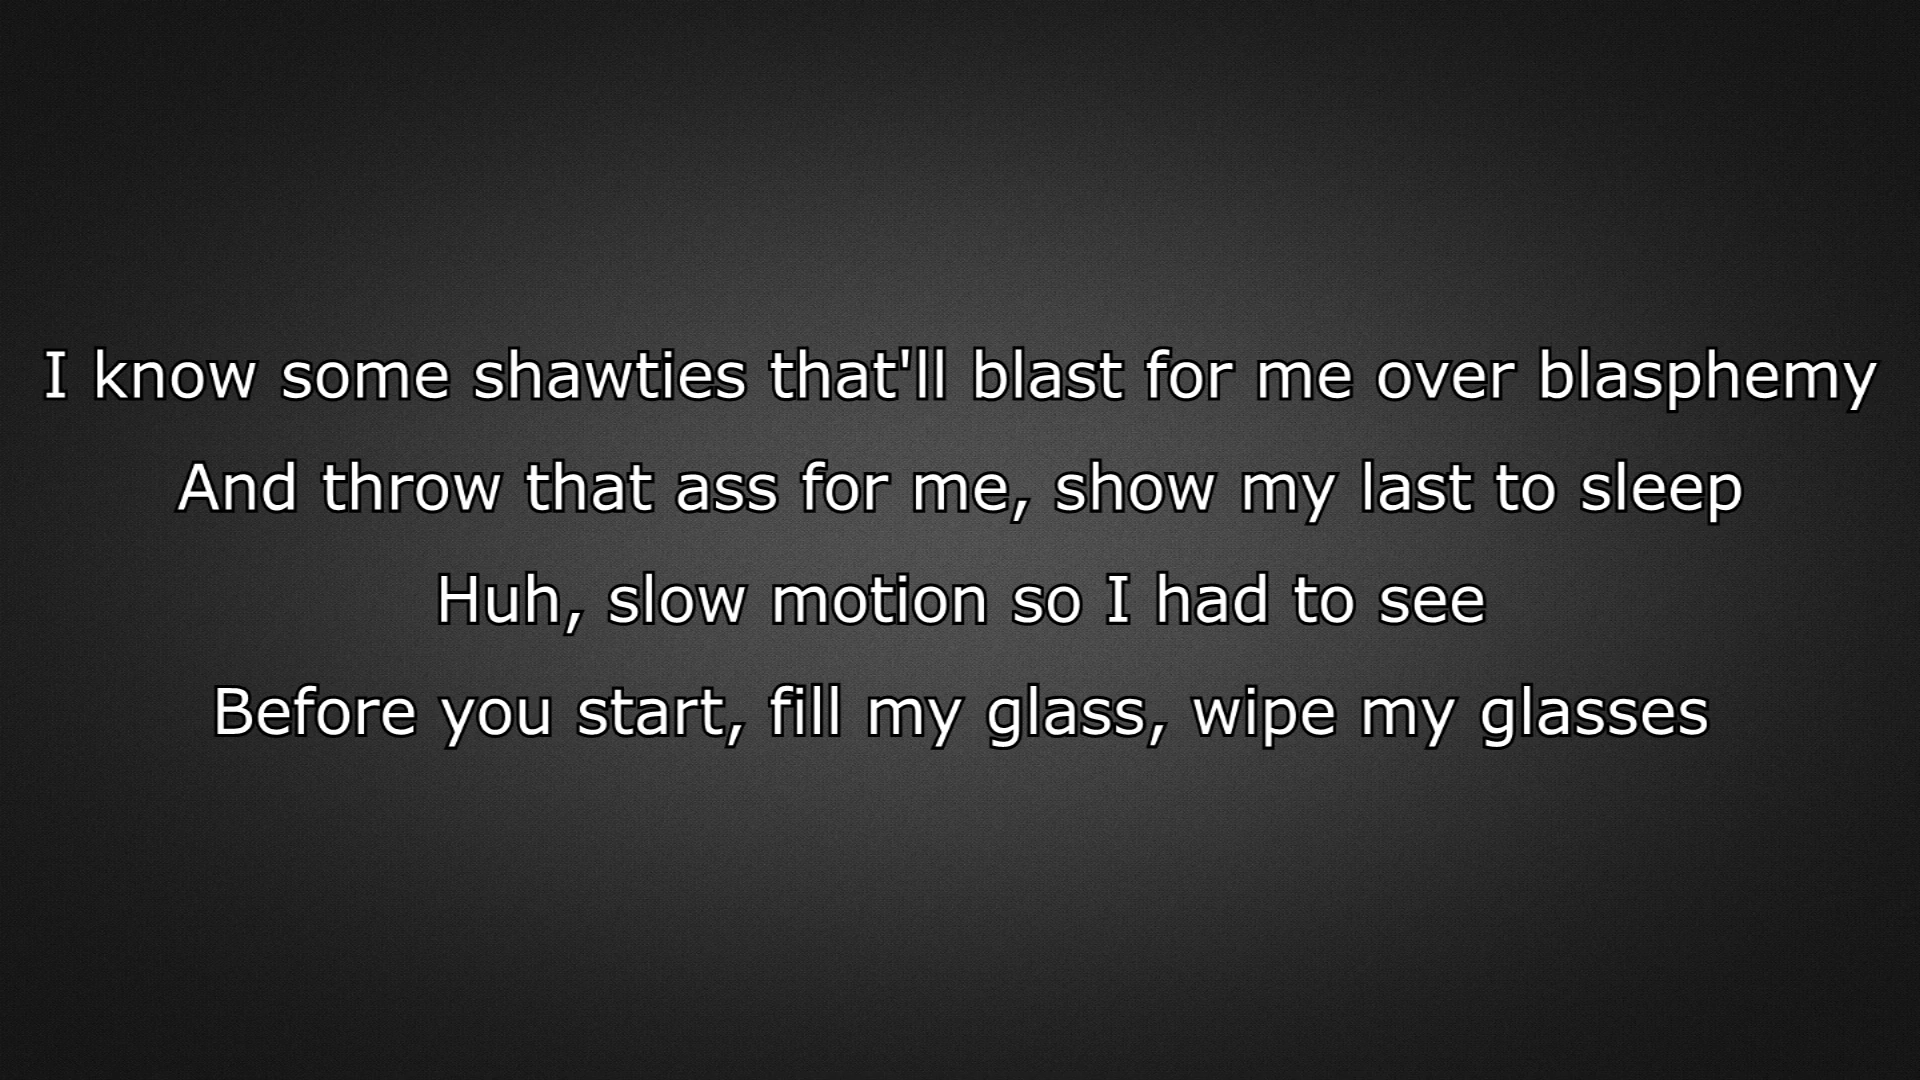 I know some shawties that'll blast for me over blasphemy
And throw that ass for me, show my last to sleep
Huh, slow motion so I had to see
Before you start, fill my glass, wipe my glasses